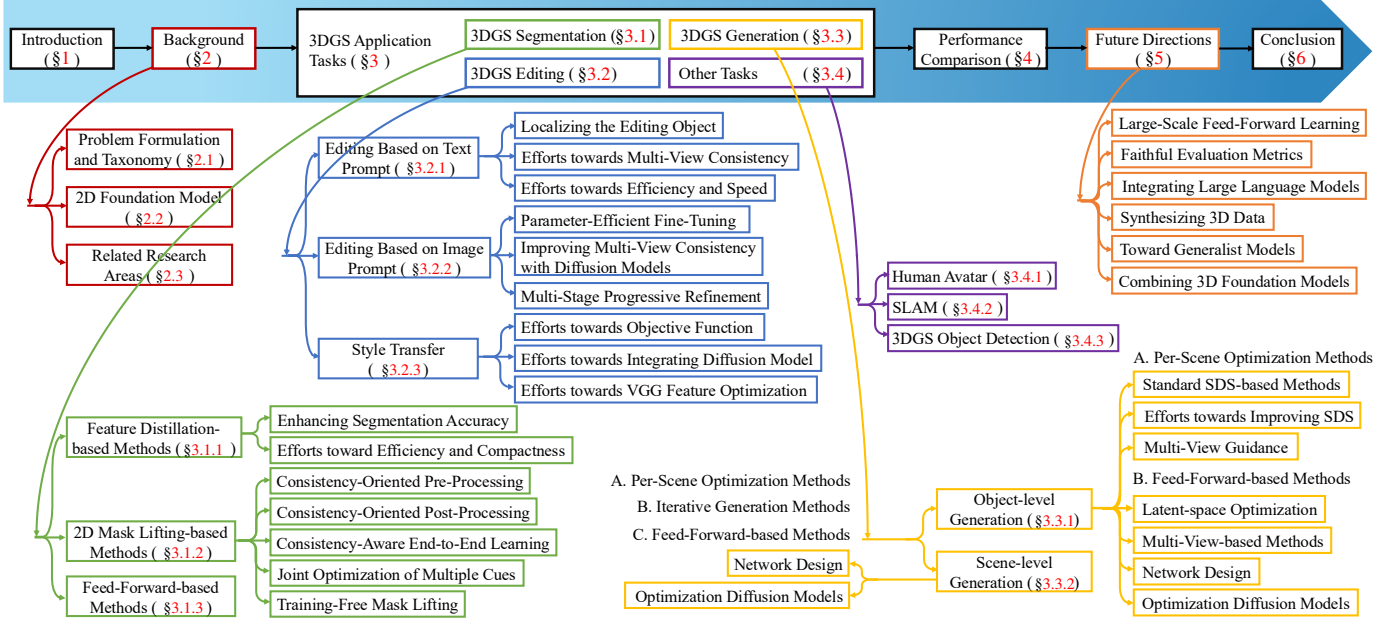 Introduction
( §1 )
Background
( §2 )
3DGS Application
Tasks ( §3 )
3DGS Segmentation (§3.1)
3DGS Editing ( §3.2)
3DGS Generation ( §3.3)
Other Tasks ( §3.4)
Performance
Comparison ( §4 )
Future Directions
( §5 )
Conclusion
( §6 )
Problem Formulation
and Taxonomy ( §2.1 )
2D Foundation Model
( §2.2 )
Related Research
Areas ( §2.3 )
Editing Based on Text
Prompt ( §3.2.1 )
Localizing the Editing Object
Efforts towards Multi-View Consistency
Efforts towards Efficiency and Speed
Editing Based on Image
Prompt ( §3.2.2 )
Parameter-Efficient Fine-Tuning
Improving Multi-View Consistency
with Diffusion Models
Multi-Stage Progressive Refinement
Style Transfer
( §3.2.3 )
Efforts towards Objective Function
Efforts towards Integrating Diffusion Model
Efforts towards VGG Feature Optimization
Human Avatar ( §3.4.1 )
SLAM ( §3.4.2 )
3DGS Object Detection ( §3.4.3 )
Large-Scale Feed-Forward Learning
Faithful Evaluation Metrics
Integrating Large Language Models
Synthesizing 3D Data
Toward Generalist Models
Combining 3D Foundation Models
Feature Distillation-
based Methods ( §3.1.1 )
Enhancing Segmentation Accuracy
Efforts toward Efficiency and Compactness
2D Mask Lifting-based
Methods ( §3.1.2 )
Consistency-Oriented Pre-Processing
Consistency-Oriented Post-Processing
Consistency-Aware End-to-End Learning
Joint Optimization of Multiple Cues
Training-Free Mask Lifting
Feed-Forward-based
Methods ( §3.1.3 )
A. Per-Scene Optimization Methods
B. Iterative Generation Methods
C. Feed-Forward-based Methods
Network Design
Optimization Diffusion Models
Object-level
Generation ( §3.3.1 )
Scene-level
Generation ( §3.3.2 )
A. Per-Scene Optimization Methods
Standard SDS-based Methods
Efforts towards Improving SDS
Multi-View Guidance
B. Feed-Forward-based Methods
Latent-space Optimization
Multi-View-based Methods
Network Design
Optimization Diffusion Models